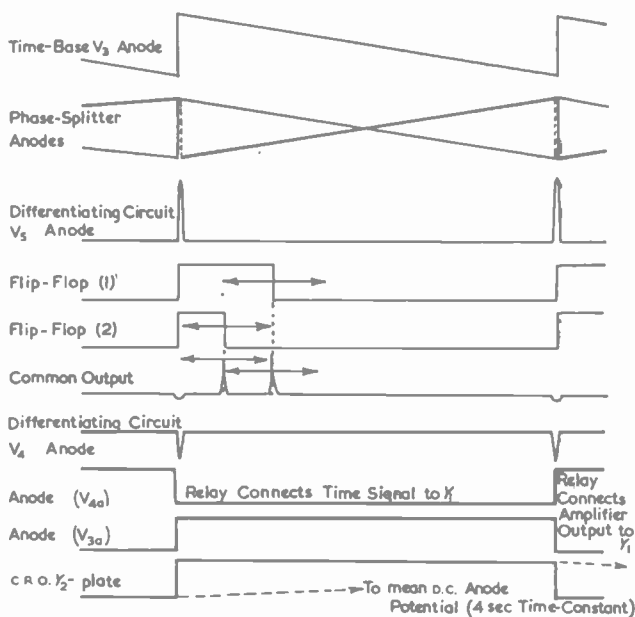 Time-Base V3 Anode
Phase-Splitter
Anodes
Differentiating Circuit
V5 Anode
Flip-Flop (1)'
Flip-Flop (2)
Common Output
Differentiating Circuit
V4 Anode
Anode (V4a)
Relay Connects Time Signal to Y1
Relay
Connects
Amplifier
Output to
Y1
Anode (V3a)
C R O. Y2- plate
To mean D.C. Anode
Potential (4 sec Time-Constant)